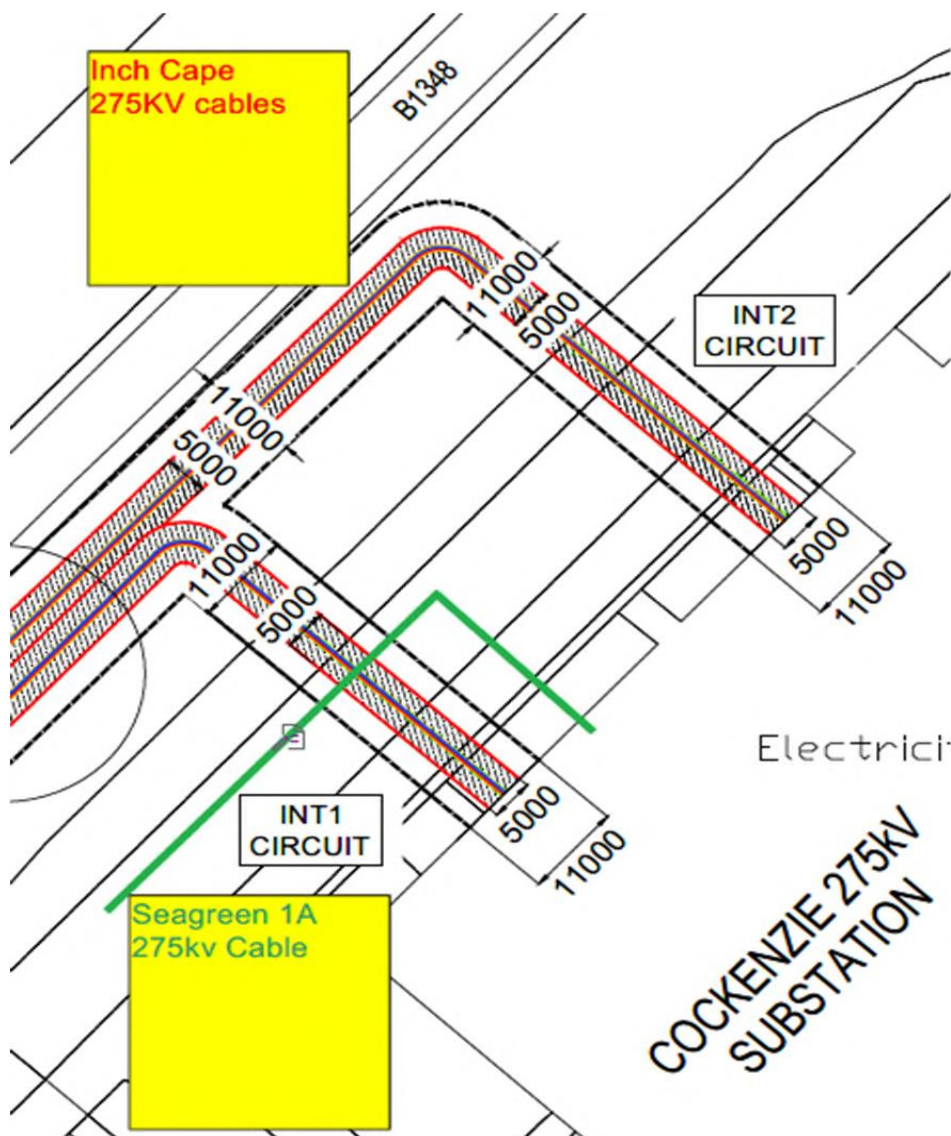 Inch Cape
275KV cables
B1348
11000
5000
INT2
CIRCUIT
11000
5000
5000
11000
11000
5000
Electrici
INT1
CIRCUIT
5000
11000
Seagreen 1A
275kv Cable
COCKENZIE 275kV
SUBSTATION